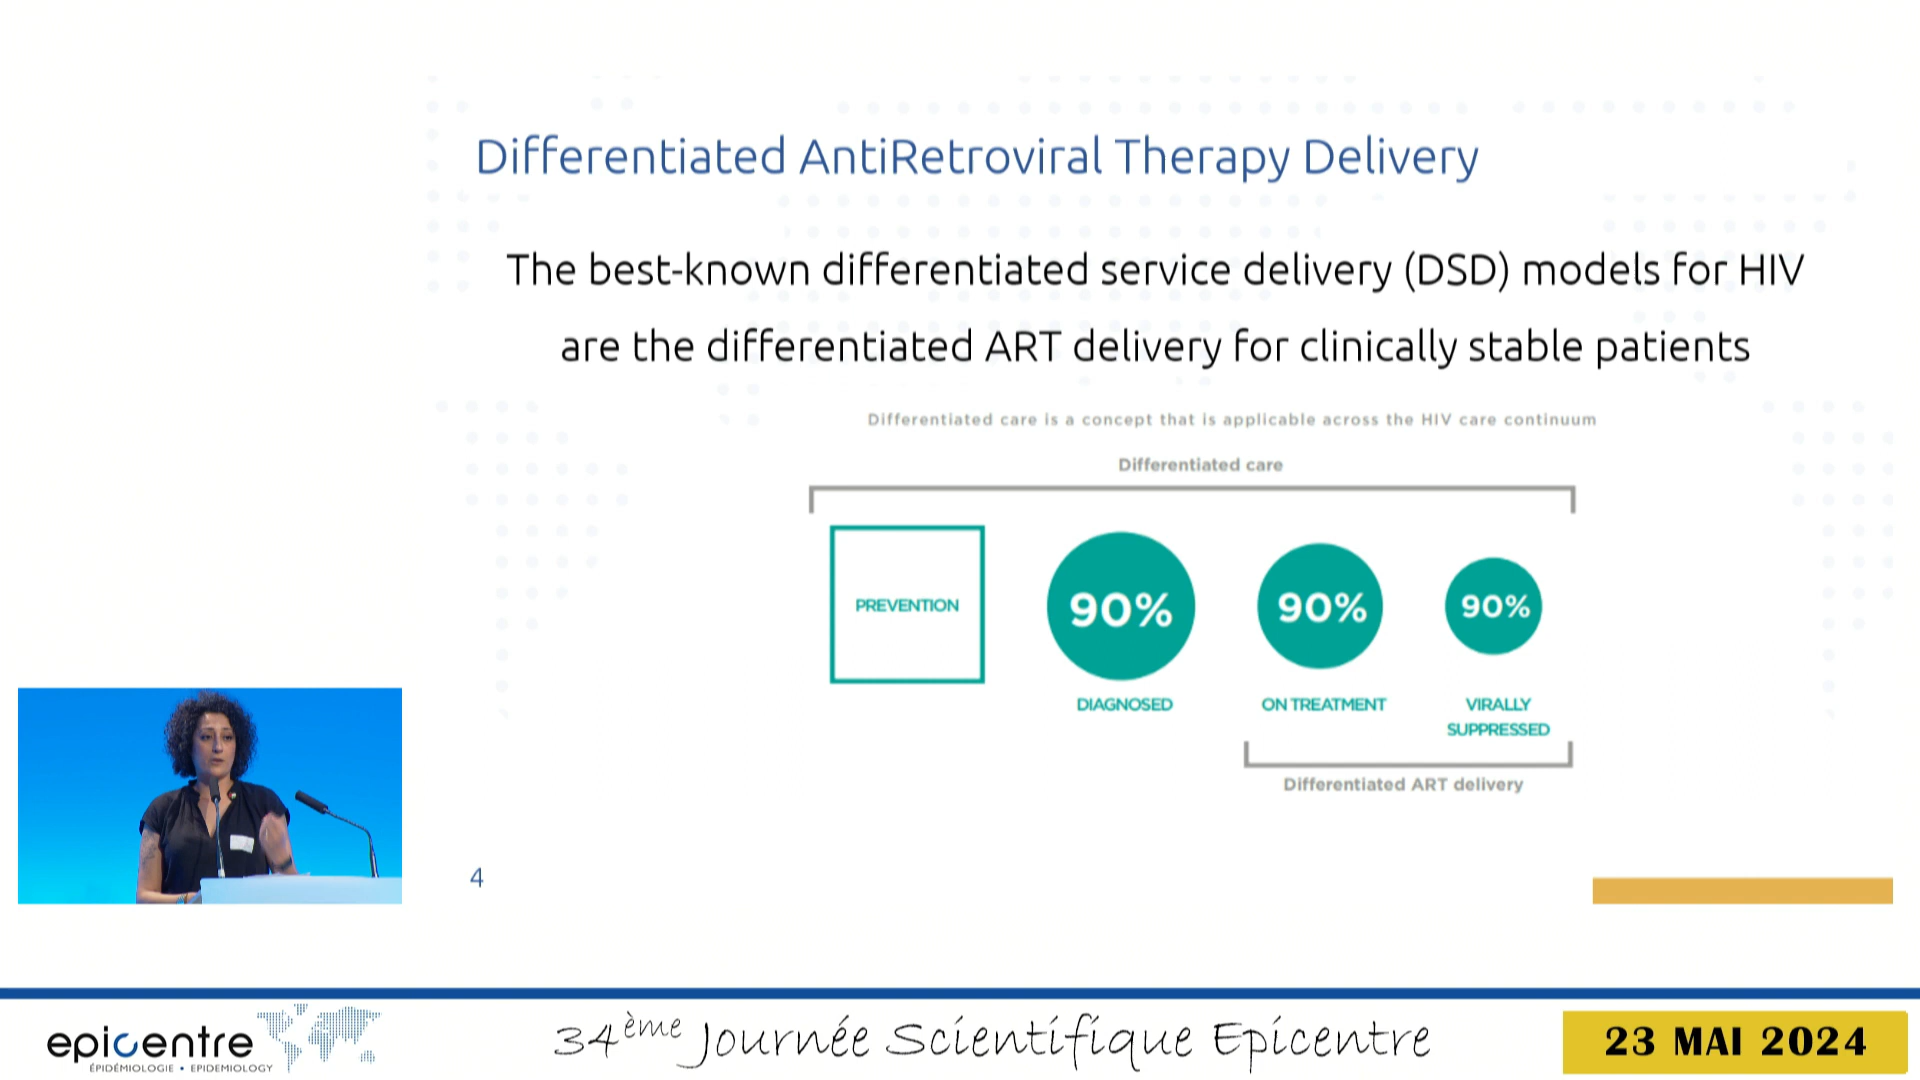 Differentiated AntiRetroviral Therapy Delivery
The best-known differentiated service delivery (DSD) models for HIV
are the differentiated ART delivery for clinically stable patients
Differentiated care is a concept that is applicable across the HIV care continuum
Differentiated care
PREVENTION
90%
90%
90%
DIAGNOSED
ON TREATMENT
VIRALLY
SUPPRESSED
Differentiated ART delivery
4
epicentre
ÉPIDÉMIOLOGIE • EPIDEMIOLOGY
34ème Journée Scientifique Epicentre
23 MAI 2024